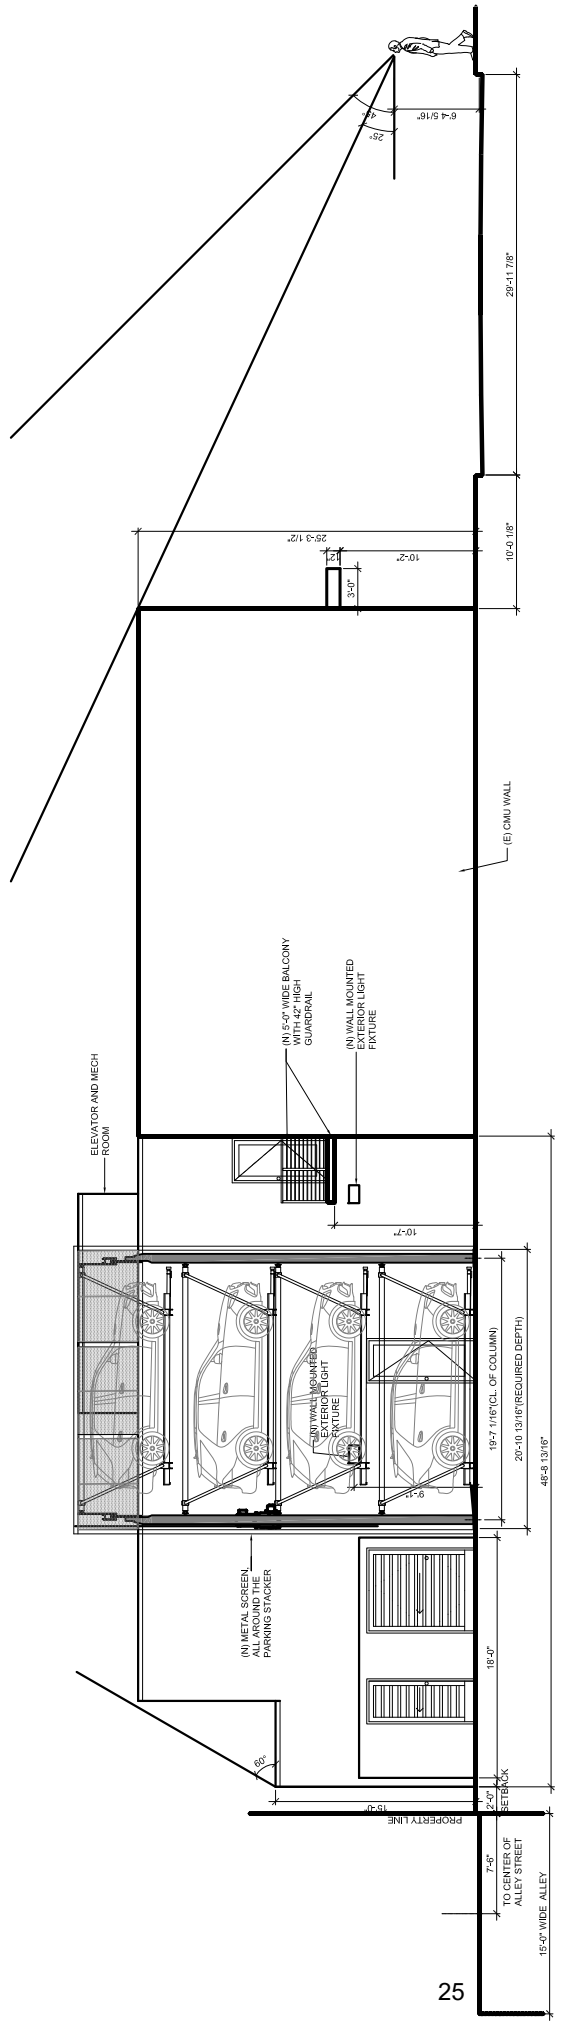 45°
25°
6'-4 5/16"
29'-11 7/8"
25'-3 1/2"
12"
10'-2"
3'-0"
10'-0 1/8"
(E) CMU WALL
(N) 5'-0" WIDE BALCONY
WITH 42" HIGH
GUARDRAIL
(N) WALL MOUNTED
EXTERIOR LIGHT
FIXTURE
ELEVATOR AND MECH
ROOM
10'-7"
(N) WALL MOUNTED
EXTERIOR LIGHT
FIXTURE
9'-1"
19'-7 1/16"(CL. OF COLUMN)
20'-10 13/16"(REQUIRED DEPTH)
48'-8 13/16"
(N) METAL SCREEN,
ALL AROUND THE
PARKING STACKER
18'-0"
60°
15'-0"
2'-0"
SETBACK
PROPERTY LINE
7'-6"
TO CENTER OF
ALLEY STREET
15'-0" WIDE ALLEY
25